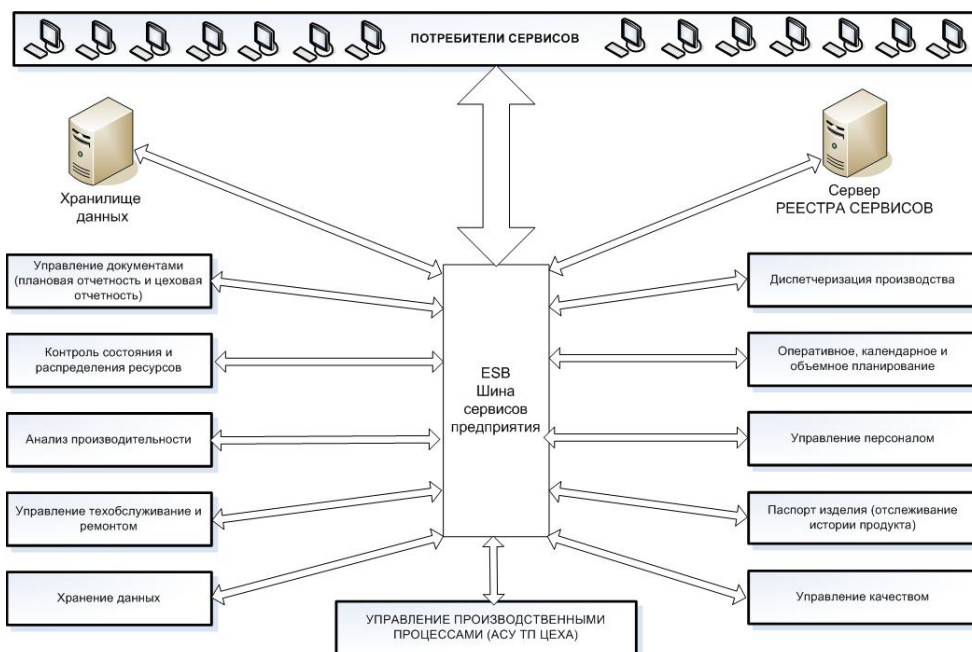 ПОТРЕБИТЕЛИ СЕРВИСОВ
Хранилище
данных
Сервер
РЕЕСТРА СЕРВИСОВ
Управление документами
(плановая отчетность и цеховая
отчетность)
Контроль состояния и
распределения ресурсов
Анализ производительности
Управление техобслуживание и
ремонтом
Хранение данных
ESB
Шина
сервисов
предприятия
Диспетчеризация производства
Оперативное, календарное и
объемное планирование
Управление персоналом
Паспорт изделия (отслеживание
истории продукта)
Управление качеством
УПРАВЛЕНИЕ ПРОИЗВОДСТВЕННЫМИ
ПРОЦЕССАМИ (АСУ ТП ЦЕХА)